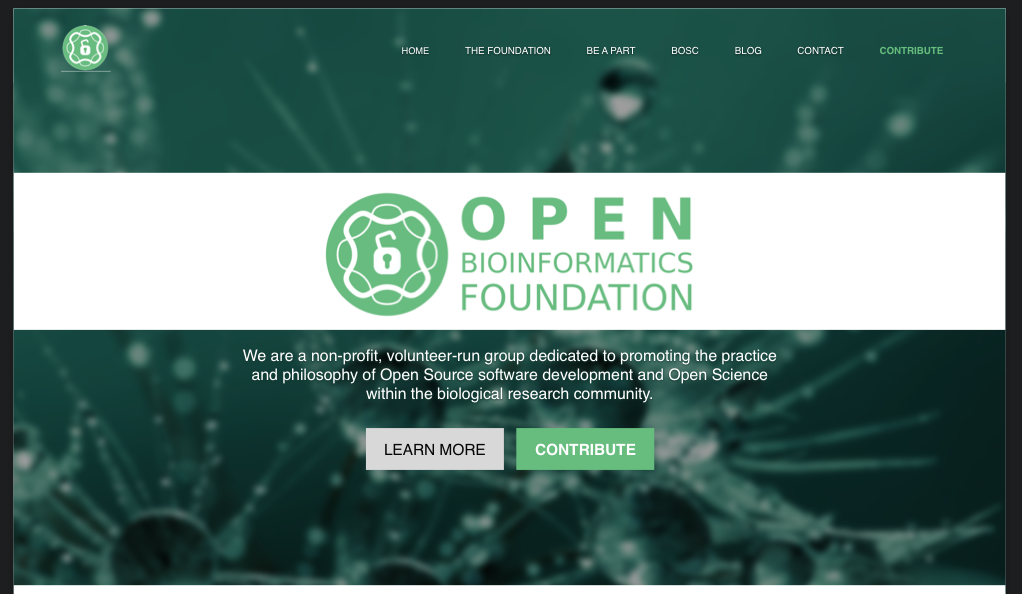 HOME THE FOUNDATION BE A PART BOSC BLOG CONTACT CONTRIBUTE
OPEN
BIOINFORMATICS
FOUNDATION
We are a non-profit, volunteer-run group dedicated to promoting the practice
and philosophy of Open Source software development and Open Science
within the biological research community.
LEARN MORE CONTRIBUTE